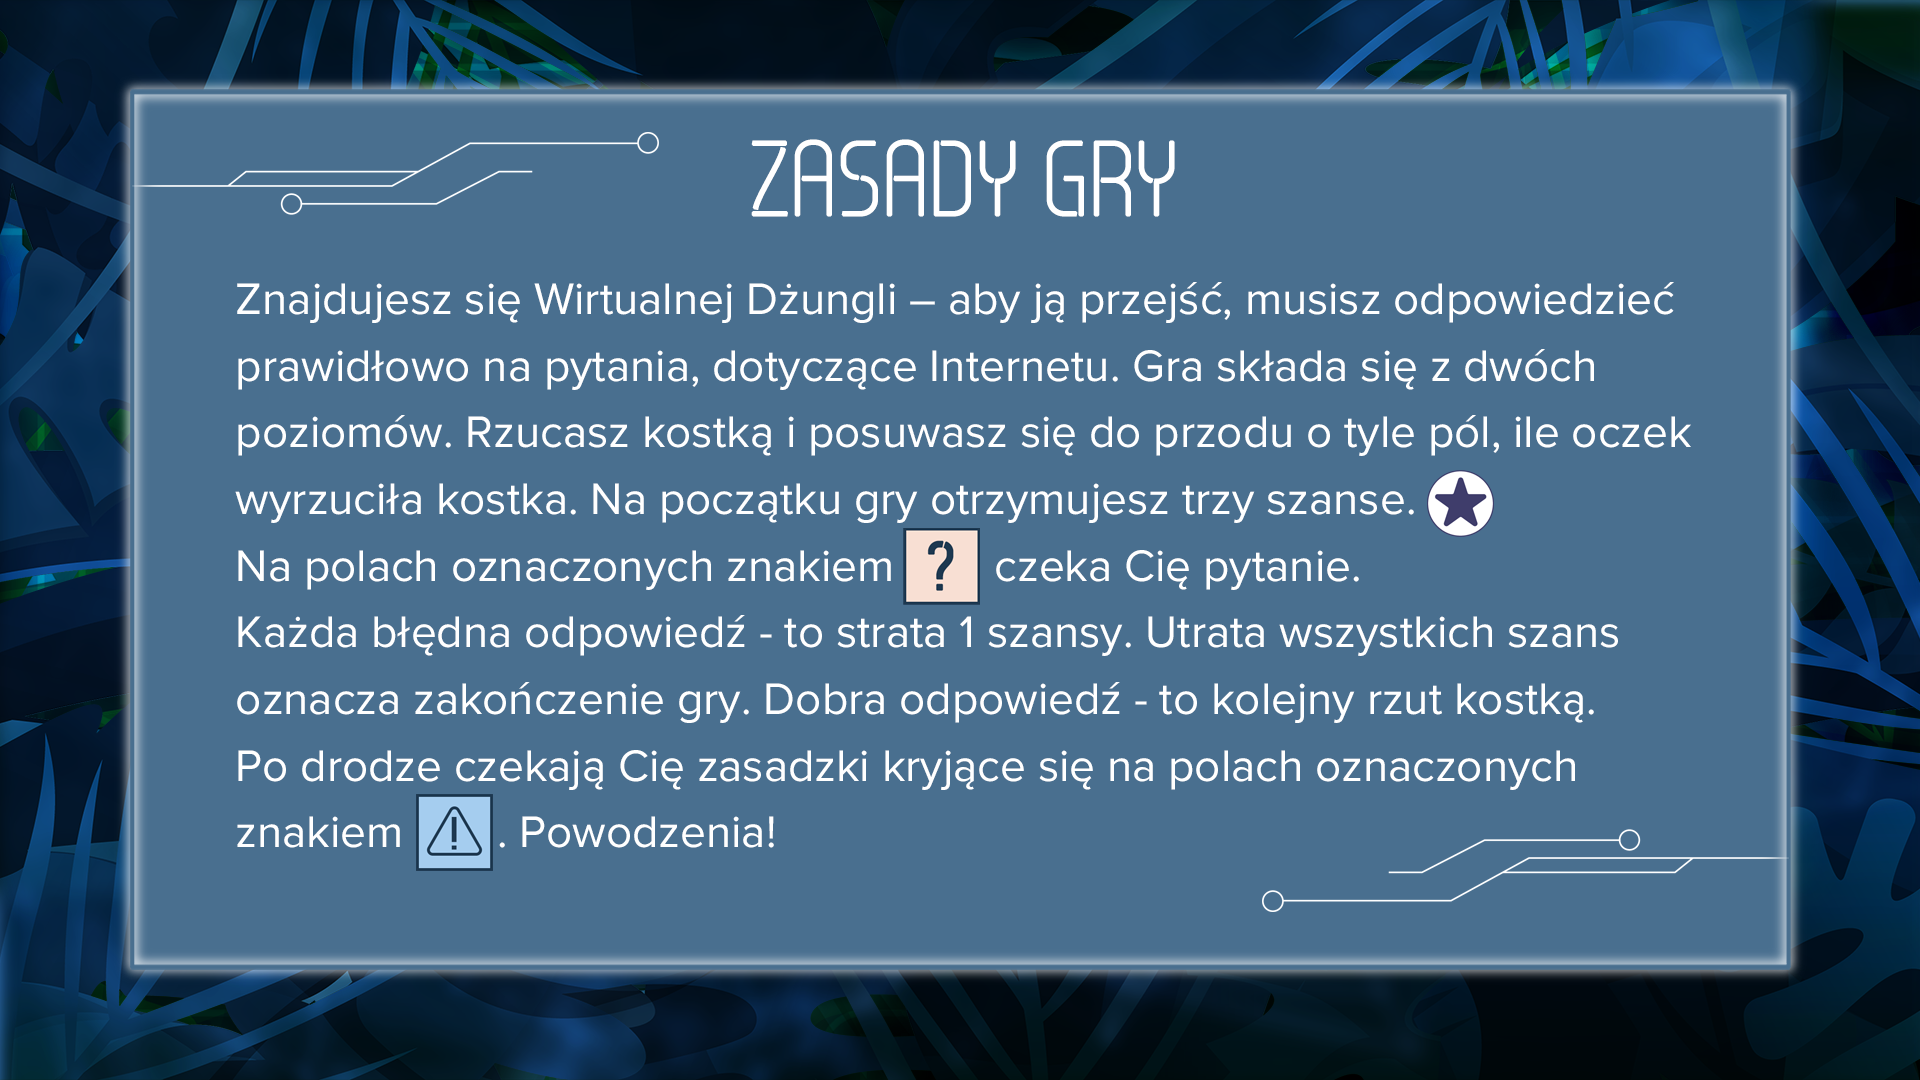 ZASADY GRY
Znajdujesz się Wirtualnej Dżungli – aby ją przejść, musisz odpowiedzieć
prawidłowo na pytania, dotyczące Internetu. Gra składa się z dwóch
poziomów. Rzucasz kostką i posuwasz się do przodu o tyle pól, ile oczek
wyrzuciła kostka. Na początku gry otrzymujesz trzy szanse.
Na polach oznaczonych znakiem ? czeka Cię pytanie.
Każda błędna odpowiedź - to strata 1 szansy. Utrata wszystkich szans
oznacza zakończenie gry. Dobra odpowiedź - to kolejny rzut kostką.
Po drodze czekają Cię zasadzki kryjące się na polach oznaczonych
znakiem ⚠. Powodzenia!